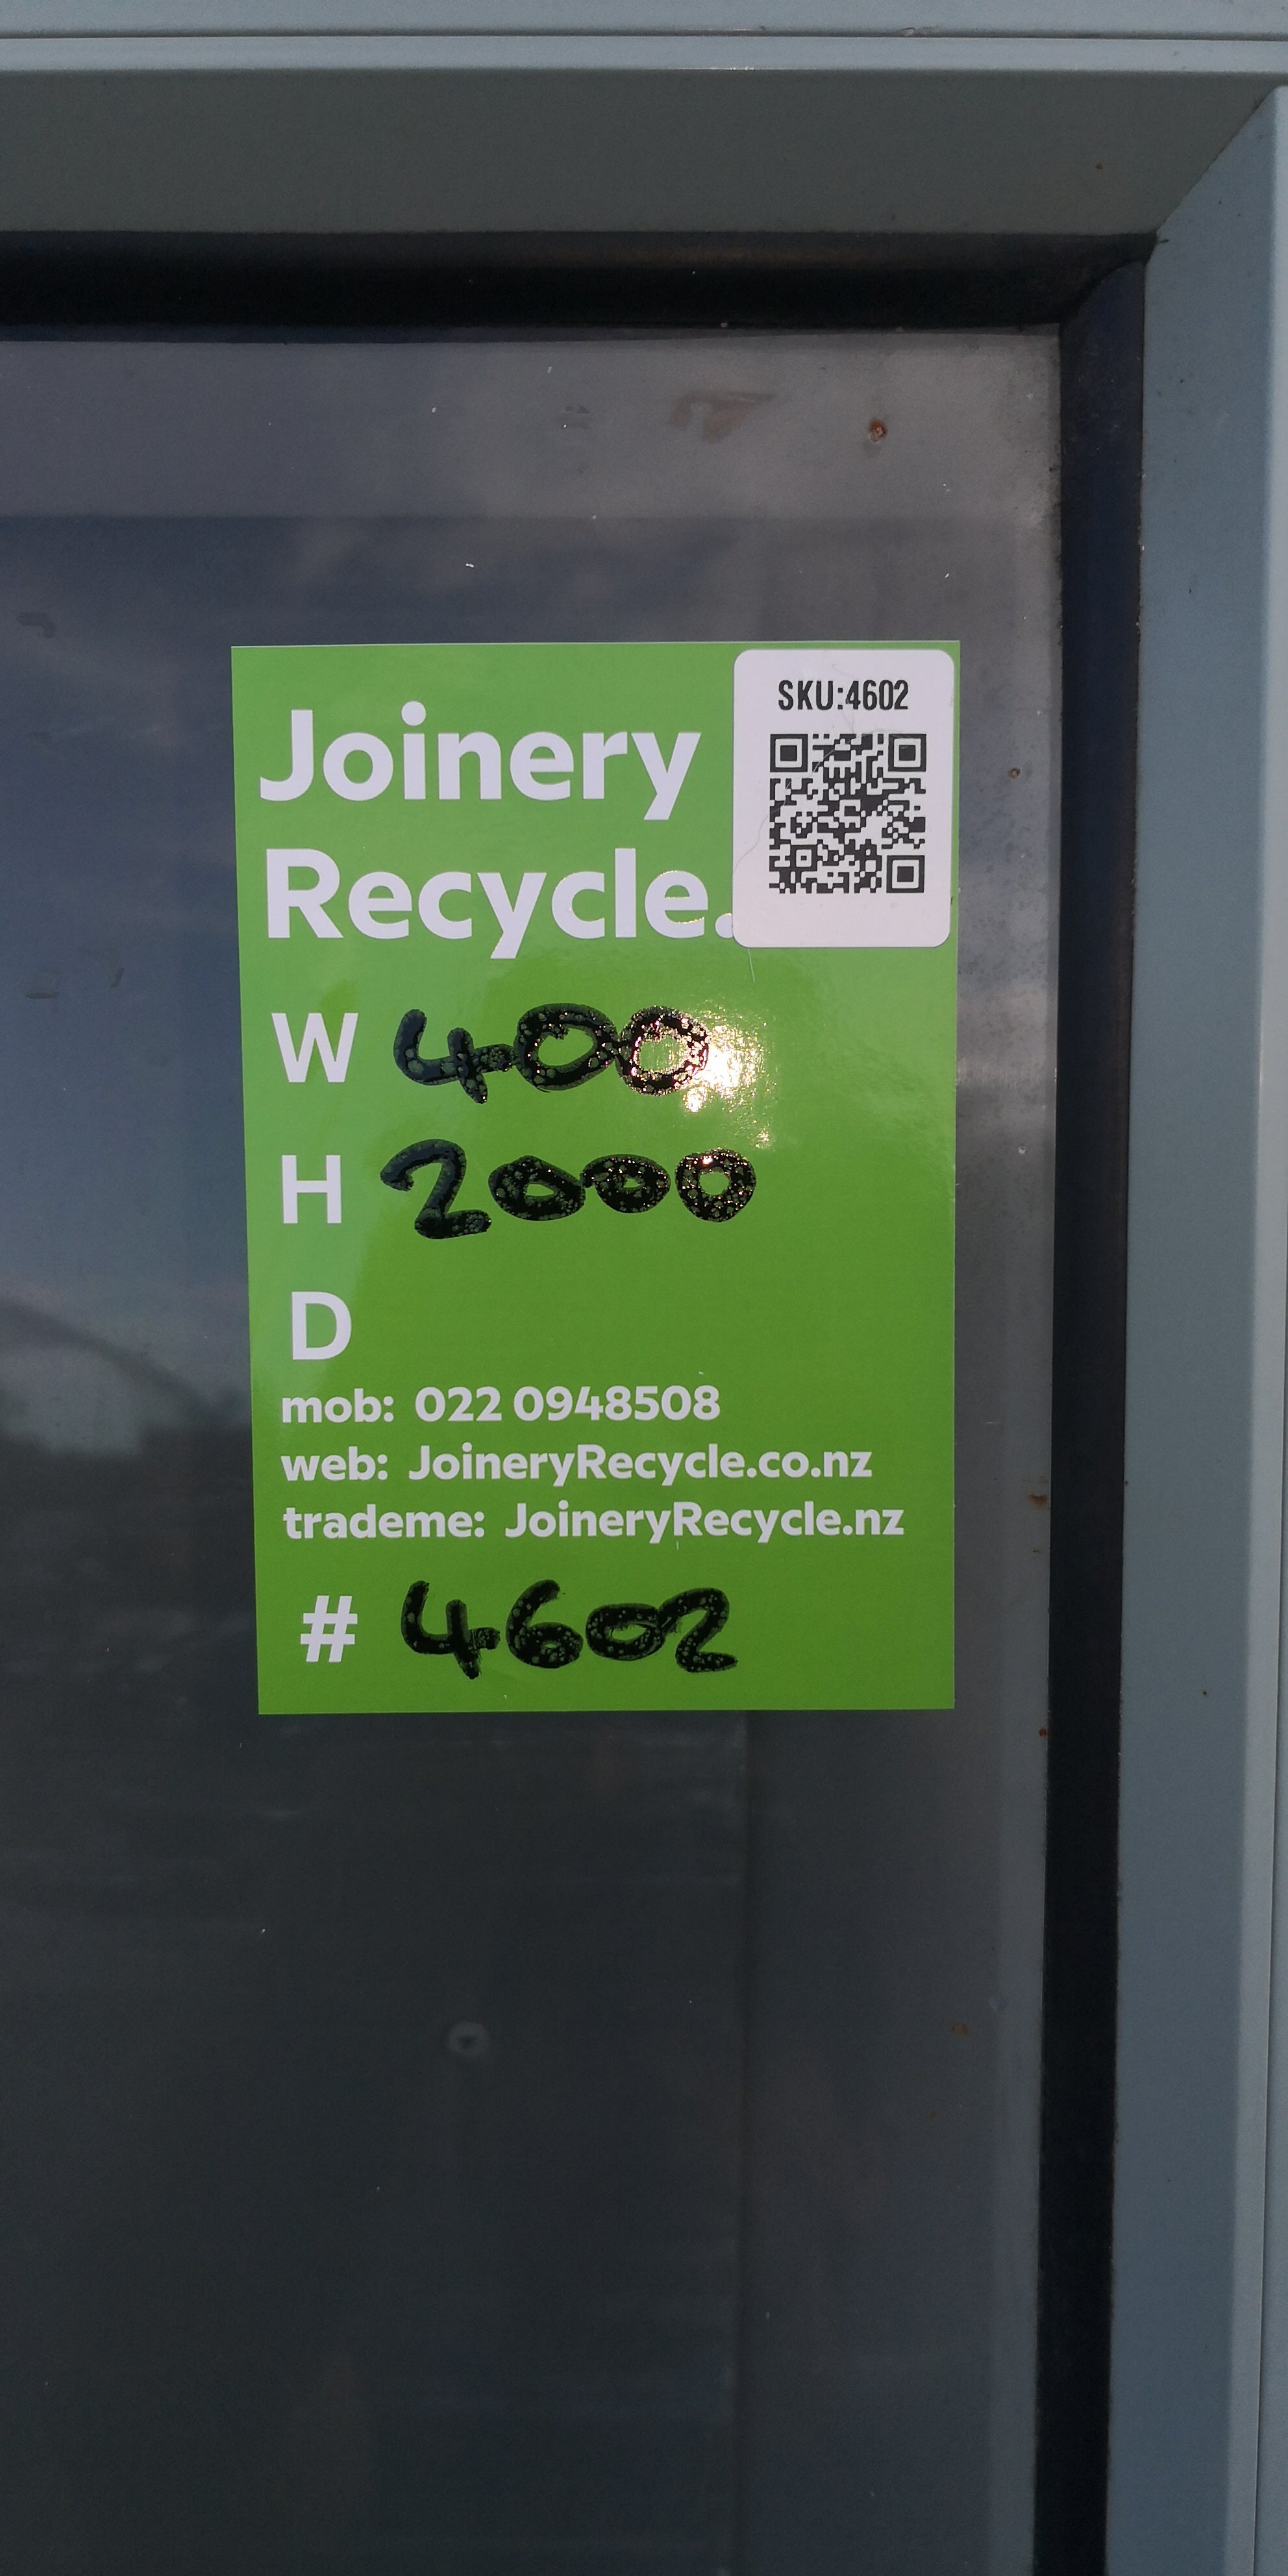 SKU:4602
Joinery
Recycle.
W 400
H 2000
D
mob: 022 0948508
web: JoineryRecycle.co.nz
trademe: JoineryRecycle.nz
# 4602